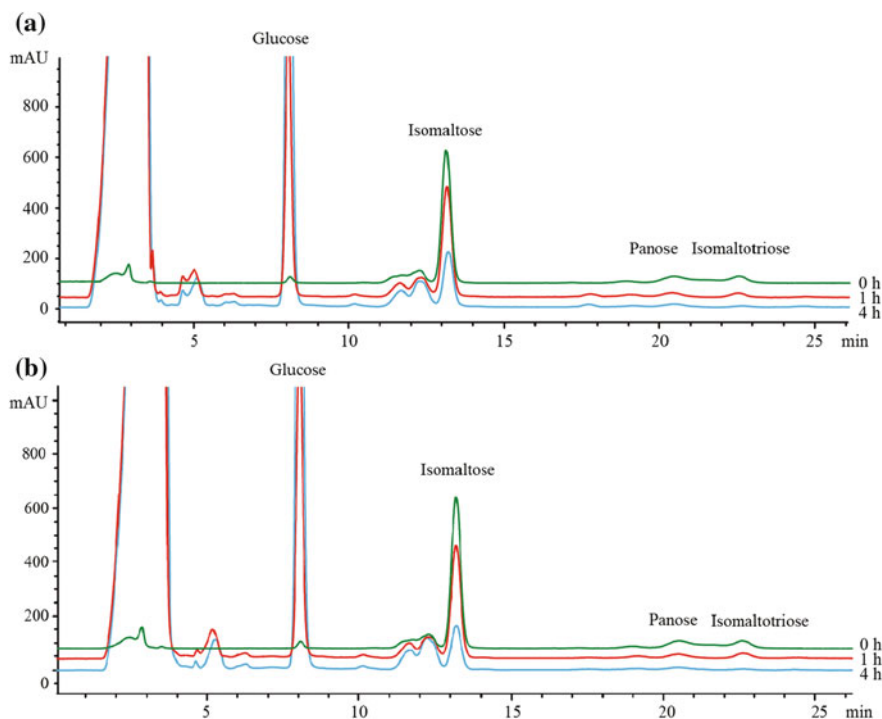 (a)
Glucose
mAU
800
Isomaltose
600
400
Panose Isomaltotriose
200
0 h
1 h
0
4 h
5 10 15 20 25 min
(b)
Glucose
mAU
800
Isomaltose
600
400
200
Panose Isomaltotriose
0 h
1 h
0
4 h
5 10 15 20 25 min